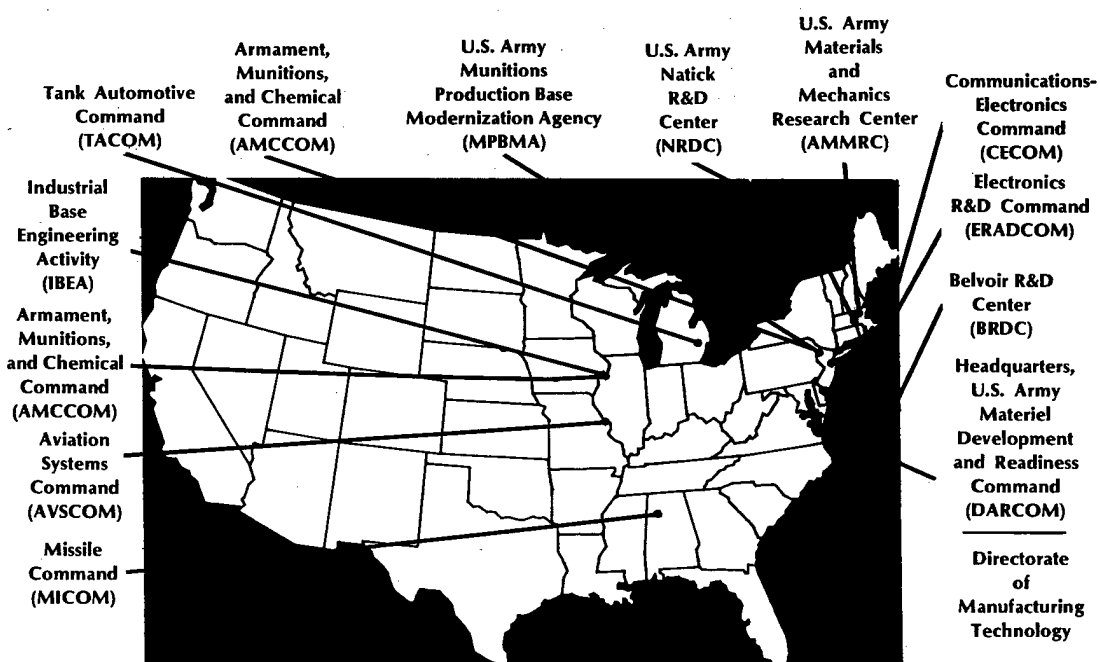 Tank Automotive
Command
(TACOM)
Armament,
Munitions,
and Chemical
Command
(AMCCOM)
U.S. Army
Munitions
Production Base
Modernization Agency
(MPBMA)
U.S. Army
Natick
R&D
Center
(NRDC)
U.S. Army
Materials
and
Mechanics
Research Center
(AMMRC)
Communications-
Electronics
Command
(CECOM)
Electronics
R&D Command
(ERADCOM)
Belvoir R&D
Center
(BRDC)
Headquarters,
U.S. Army
Materiel
Development
and Readiness
Command
(DARCOM)
Directorate
of
Manufacturing
Technology
Industrial
Base
Engineering
Activity
(IBEA)
Armament,
Munitions,
and Chemical
Command
(AMCCOM)
Aviation
Systems
Command
(AVSCOM)
Missile
Command
(MICOM)